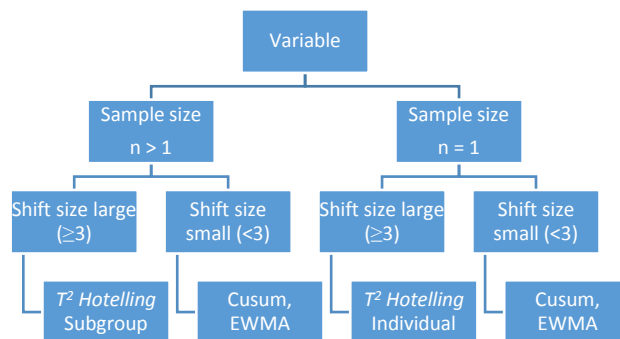 Variable
Sample size
n > 1
Sample size
n = 1
Shift size large
(≥3)
Shift size
small (<3)
Shift size large
(≥3)
Shift size
small (<3)
T² Hotelling
Subgroup
Cusum,
EWMA
T² Hotelling
Individual
Cusum,
EWMA